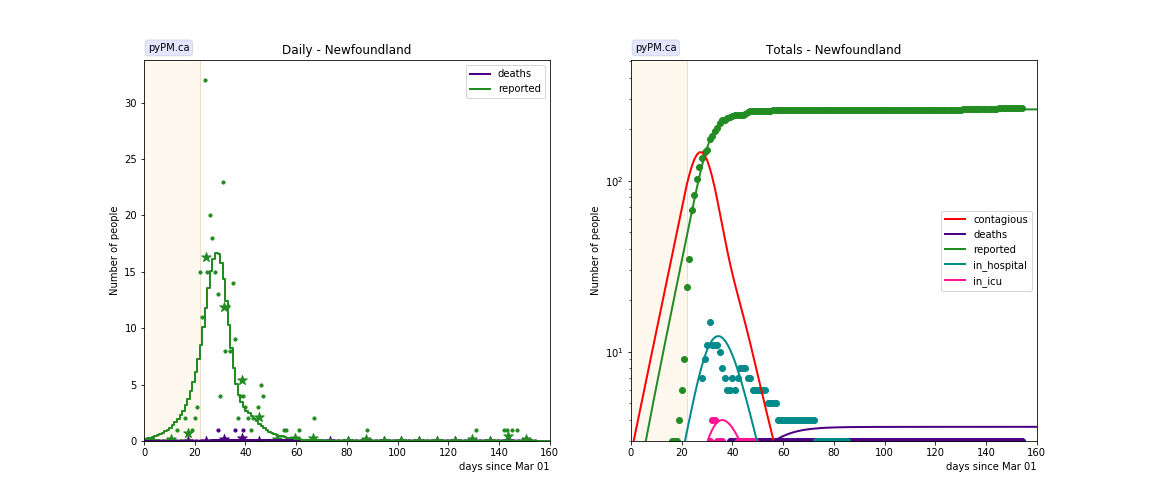 pyPM.ca
Daily - Newfoundland
deaths
reported
Number of people
30
25
20
15
10
5
0
0 20 40 60 80 100 120 140 160
days since Mar 01
pyPM.ca
Totals - Newfoundland
contagious
deaths
reported
in_hospital
in_icu
Number of people
10²
10¹
0 20 40 60 80 100 120 140 160
days since Mar 01